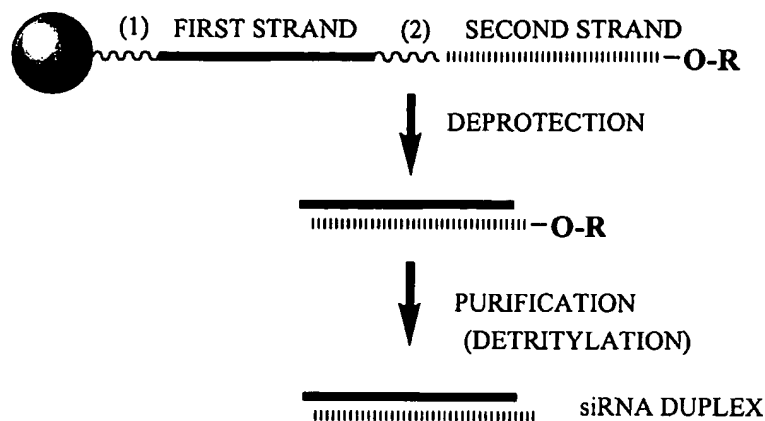 (1) FIRST STRAND (2) SECOND STRAND
O-R
DEPROTECTION
O-R
PURIFICATION
(DETRITYLATION)
siRNA DUPLEX